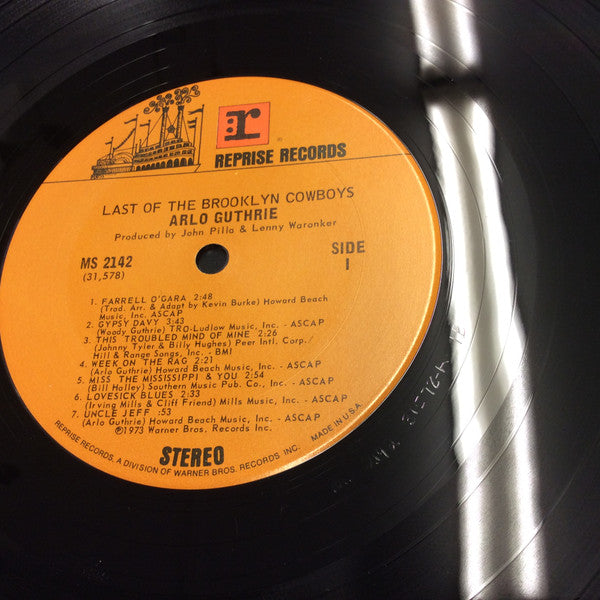 r
REPRISE RECORDS
LAST OF THE BROOKLYN COWBOYS
ARLO GUTHRIE
Produced by John Pilla & Lenny Waronker
MS 2142
(31,578)
SIDE
1
1. FARRELL O'GARA 2:48
(Trad. Arr. & Adapt by Kevin Burke) Howard Beach
Music, Inc. ASCAP
2. GYPSY DAVY 3:43
(Woody Guthrie) TRO-Ludlow Music, Inc. - ASCAP
3. THIS TROUBLED MIND OF MINE 2:26
(Johnny Tyler & Billy Hughes) Peer Intl. Corp./
Hill & Range Songs, Inc. - BMI
4. WEEK ON THE RAG 2:21
(Arlo Guthrie) Howard Beach Music, Inc. - ASCAP
5. MISS THE MISSISSIPPI & YOU 2:54
(Bill Halley) Southern Music Pub. Co., Inc. - ASCAP
6. LOVESICK BLUES 2:33
(Irving Mills & Cliff Friend) Mills Music, Inc. - ASCAP
7. UNCLE JEFF :53
(Arlo Guthrie) Howard Beach Music, Inc. - ASCAP
℗1973 Warner Bros. Records Inc.
STEREO
REPRISE RECORDS, A DIVISION OF WARNER BROS. RECORDS INC. MADE IN U.S.A.